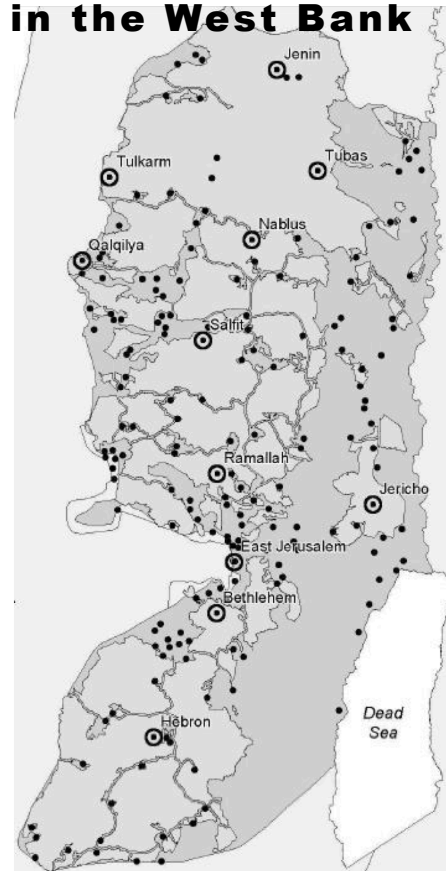 in the West Bank
Jenin
Tulkarm
Tubas
Nablus
Qalqilya
Salfit
Ramallah
Jericho
East Jerusalem
Bethlehem
Hebron
Dead
Sea